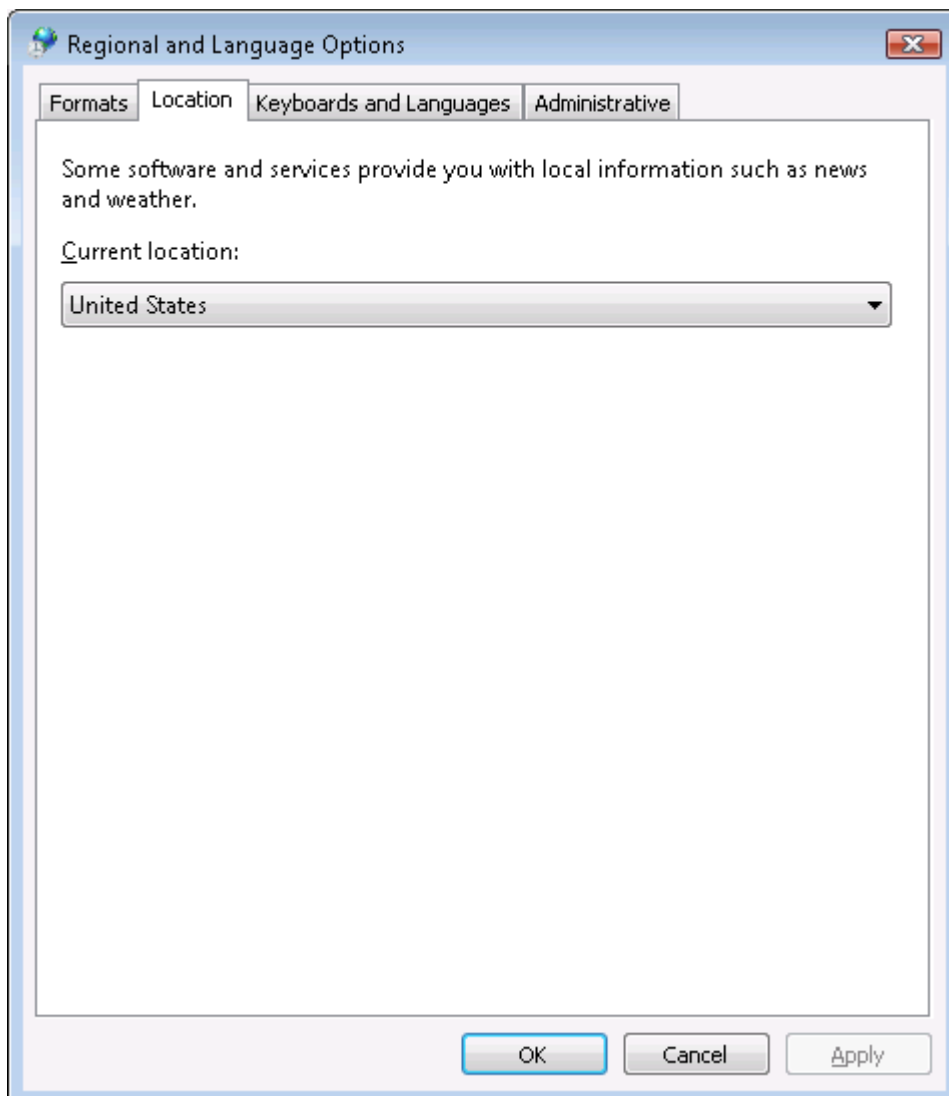 Regional and Language Options
Formats Location Keyboards and Languages Administrative
Some software and services provide you with local information such as news
and weather.
Current location:
United States
OK Cancel Apply